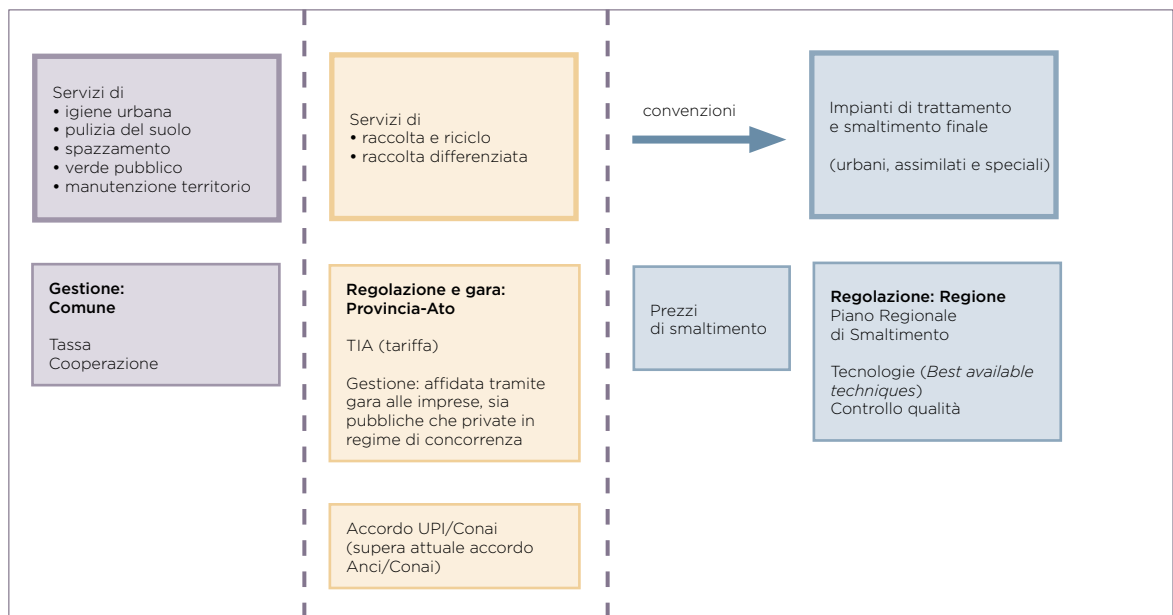 Servizi di
• igiene urbana
• pulizia del suolo
• spazzamento
• verde pubblico
• manutenzione territorio
Gestione:
Comune
Tassa
Cooperazione
Servizi di
• raccolta e riciclo
• raccolta differenziata
Regolazione e gara:
Provincia-Ato
TIA (tariffa)
Gestione: affidata tramite
gara alle imprese, sia
pubbliche che private in
regime di concorrenza
Accordo UPI/Conai
(supera attuale accordo
Anci/Conai)
convenzioni
Impianti di trattamento
e smaltimento finale
(urbani, assimilati e speciali)
Prezzi
di smaltimento
Regolazione: Regione
Piano Regionale
di Smaltimento
Tecnologie (Best available
techniques)
Controllo qualità